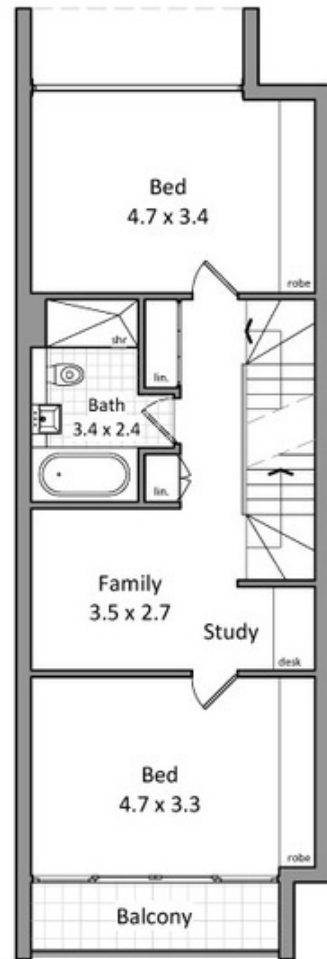 Bed
4.7 x 3.4
robe
shr
lin.
Bath
3.4 x 2.4
lin.
Family
3.5 x 2.7
Study
desk
Bed
4.7 x 3.3
robe
Balcony